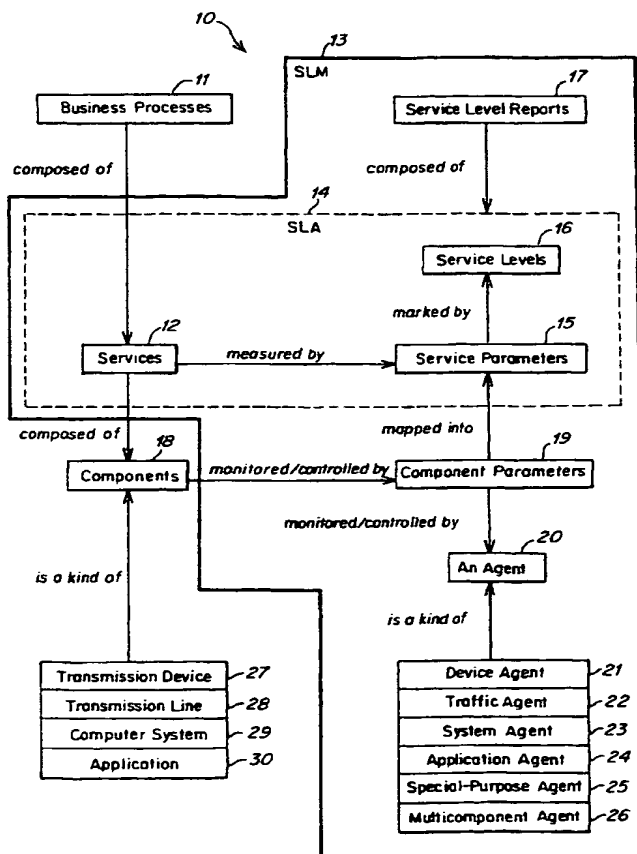 10
13
SLM
11
Business Processes
17
Service Level Reports
composed of
composed of
14
SLA
16
Service Levels
marked by
12
Services
measured by
15
Service Parameters
composed of
mapped into
18
Components
monitored/controlled by
19
Component Parameters
monitored/controlled by
20
An Agent
is a kind of
is a kind of
Transmission Device 27
Transmission Line 28
Computer System 29
Application 30
Device Agent 21
Traffic Agent 22
System Agent 23
Application Agent 24
Special-Purpose Agent 25
Multicomponent Agent 26